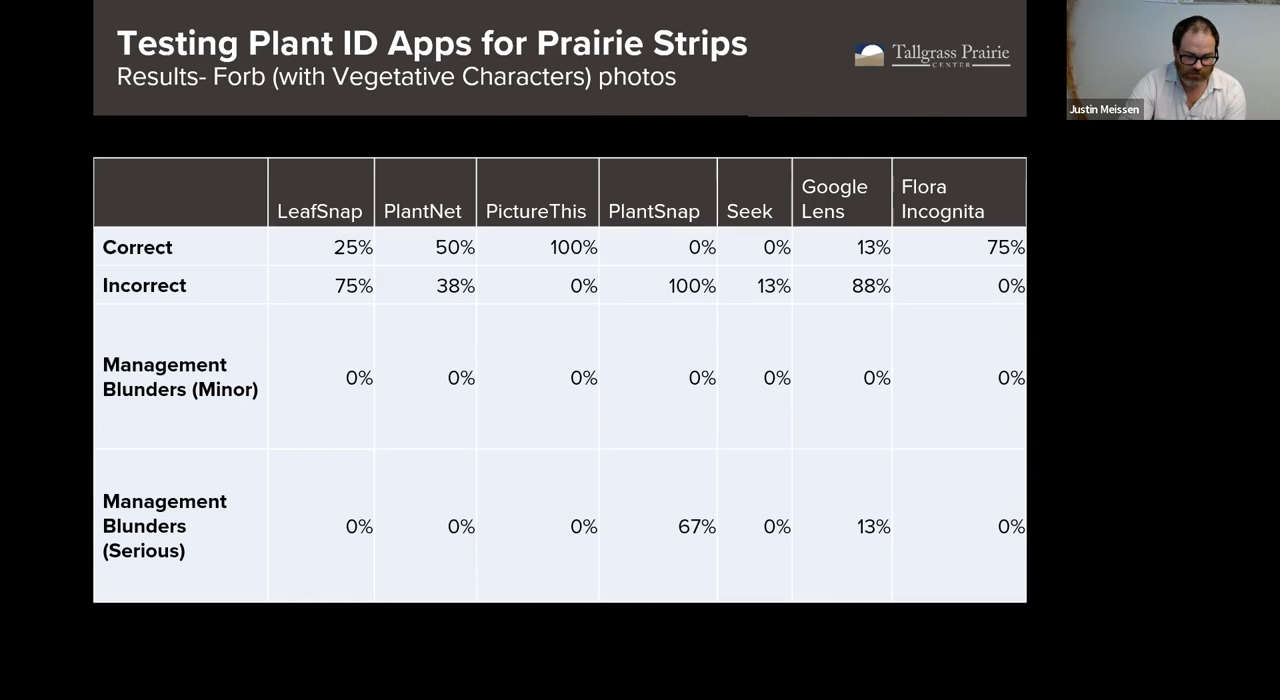 Testing Plant ID Apps for Prairie Strips
Results- Forb (with Vegetative Characters) photos
Tallgrass Prairie
CENTER
Justin Meissen
LeafSnap PlantNet PictureThis PlantSnap Seek Google Lens Flora Incognita
Correct 25% 50% 100% 0% 0% 13% 75%
Incorrect 75% 38% 0% 100% 13% 88% 0%
Management
Blunders (Minor) 0% 0% 0% 0% 0% 0% 0%
Management
Blunders
(Serious) 0% 0% 0% 67% 0% 13% 0%